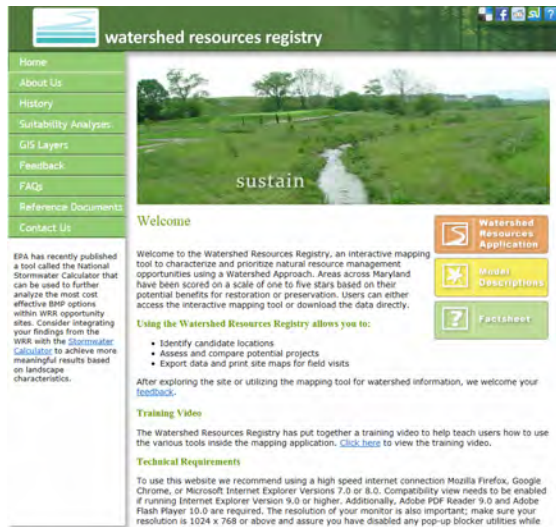 watershed resources registry
Home
About Us
History
Suitability Analyses
GIS Layers
Feedback
FAQs
Reference Documents
Contact Us
EPA has recently published
a tool called the National
Stormwater Calculator that
can be used to further
analyze the most cost
effective BMP options
within WRR opportunity
sites. Consider integrating
your findings from the
WRR with the Stormwater
Calculator to achieve more
meaningful results based
on landscape
characteristics.
sustain
Welcome
Welcome to the Watershed Resources Registry, an interactive mapping
tool to characterize and prioritize natural resource management
opportunities using a Watershed Approach. Areas across Maryland
have been scored on a scale of one to five stars based on their
potential benefits for restoration or preservation. Users can either
access the interactive mapping tool or download the data directly.
Using the Watershed Resources Registry allows you to:
• Identify candidate locations
• Assess and compare potential projects
• Export data and print site maps for field visits
After exploring the site or utilizing the mapping tool for watershed information, we welcome your
feedback.
Training Video
The Watershed Resources Registry has put together a training video to help teach users how to use
the various tools inside the mapping application. Click here to view the training video.
Technical Requirements
To use this website we recommend using a high speed internet connection Mozilla Firefox, Google
Chrome, or Microsoft Internet Explorer Versions 7.0 or 8.0. Compatibility view needs to be enabled
if running Internet Explorer Version 9.0 or higher. Additionally, Adobe PDF Reader 9.0 and Adobe
Flash Player 10.0 are required. The resolution of your monitor is also important; make sure your
resolution is 1024 x 768 or above and assure you have disabled any pop-up blocker utilities while
Watershed
Resources
Application
Model
Descriptions
?
Factsheet